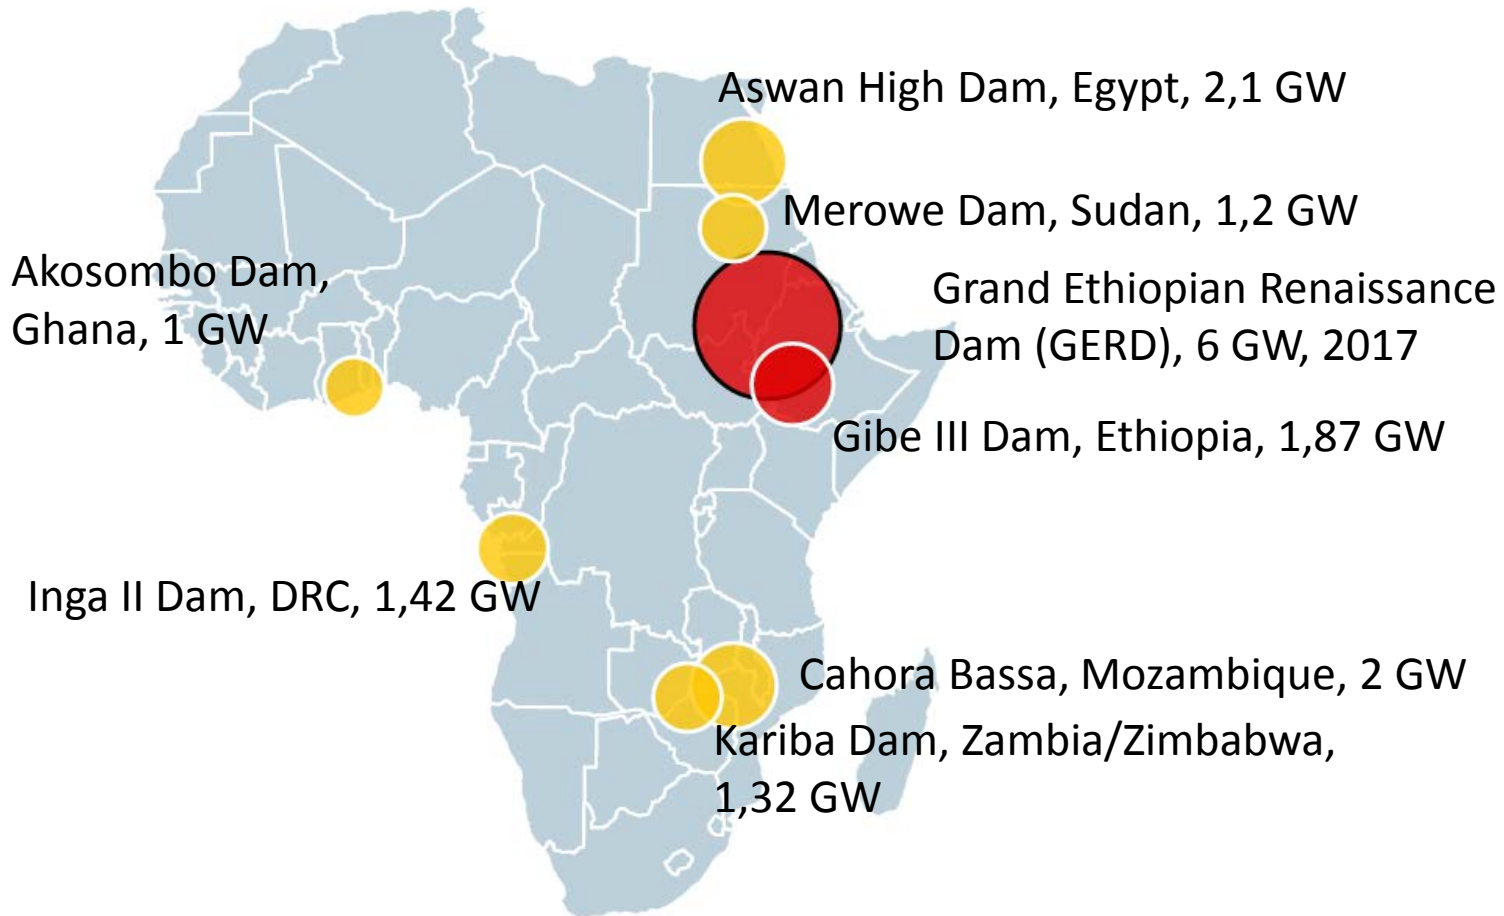 Aswan High Dam, Egypt, 2,1 GW
Merowe Dam, Sudan, 1,2 GW
Akosombo Dam,
Ghana, 1 GW
Grand Ethiopian Renaissance
Dam (GERD), 6 GW, 2017
Gibe III Dam, Ethiopia, 1,87 GW
Inga II Dam, DRC, 1,42 GW
Cahora Bassa, Mozambique, 2 GW
Kariba Dam, Zambia/Zimbabwa,
1,32 GW